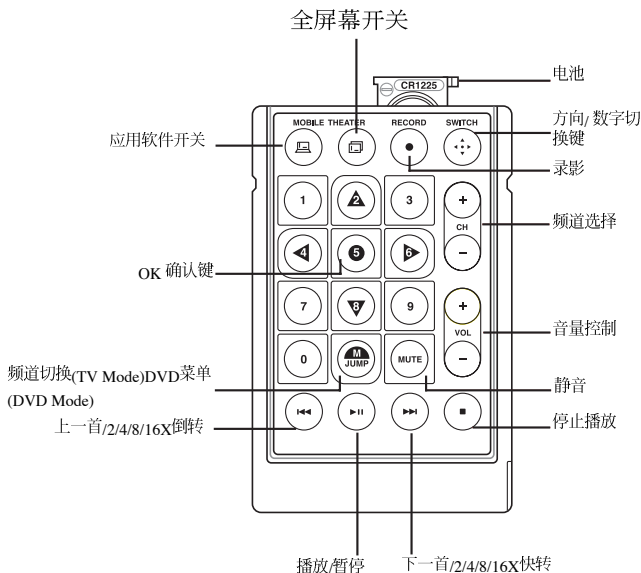 全屏幕开关
电池
CR1225
MOBILE THEATER RECORD SWITCH
方向/ 数字切
换键
应用软件开关
录影
1 2 3 +
频道选择
CH
4 5 6 −
OK 确认键
7 8 9 +
音量控制
VOL
0 M
JUMP MUTE −
频道切换(TV Mode)DVD菜单
(DVD Mode)
静音
上一首/2/4/8/16X倒转
停止播放
播放/暂停
下一首/2/4/8/16X快转